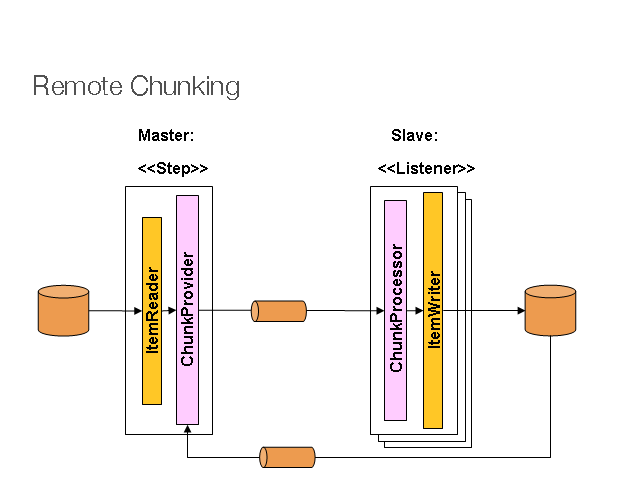 Remote Chunking
Master:
<<Step>>
Slave:
<<Listener>>
ItemReader
ChunkProvider
ChunkProcessor
ItemWriter